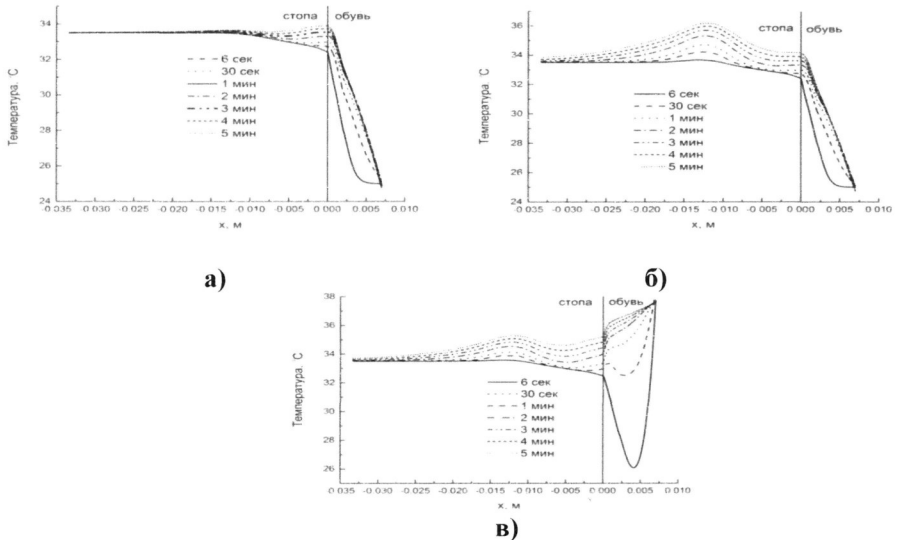 34
32
30
28
26
24
Температура, °С
стопа
обувь
6 сек
30 сек
1 мин
2 мин
3 мин
4 мин
5 мин
-0.035 -0.030 -0.025 -0.020 -0.015 -0.010 -0.005 0.000 0.005 0.010
х, м
а)
36
34
32
30
28
26
24
Температура, °С
стопа
обувь
6 сек
30 сек
1 мин
2 мин
3 мин
4 мин
5 мин
-0.035 -0.030 -0.025 -0.020 -0.015 -0.010 -0.005 0.000 0.005 0.010
х, м
б)
38
36
34
32
30
28
26
Температура, °С
стопа
обувь
6 сек
30 сек
1 мин
2 мин
3 мин
4 мин
5 мин
-0.035 -0.030 -0.025 -0.020 -0.015 -0.010 -0.005 0.000 0.005 0.010
х, м
в)